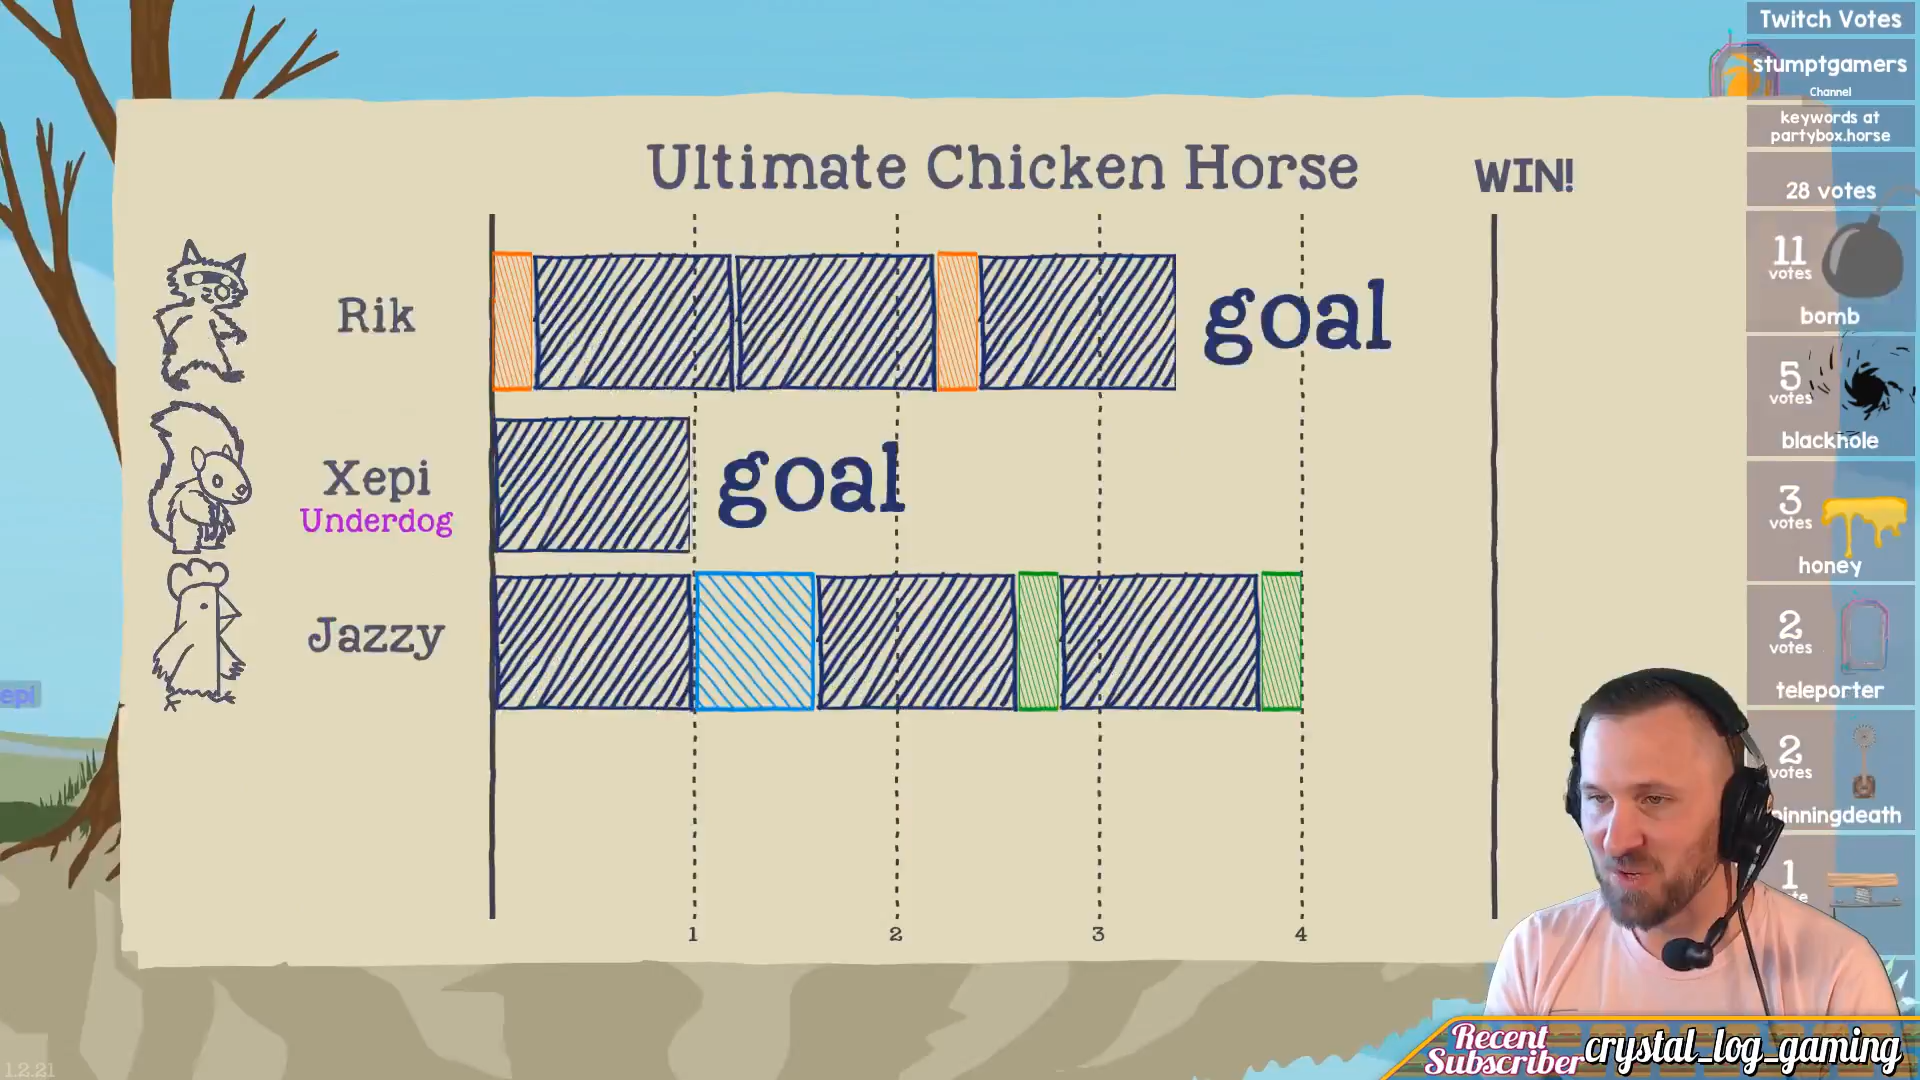 Twitch Votes
stumptgamers
Channel
keywords at
partybox.horse
28 votes
11
votes
bomb
5
votes
blackhole
3
votes
honey
2
votes
teleporter
2
votes
1
Ultimate Chicken Horse
WIN!
Rik
goal
Xepi
Underdog
goal
Jazzy
1
2
3
4
epi
Recent
Subscriber
crystal_log_gaming
1.2.21